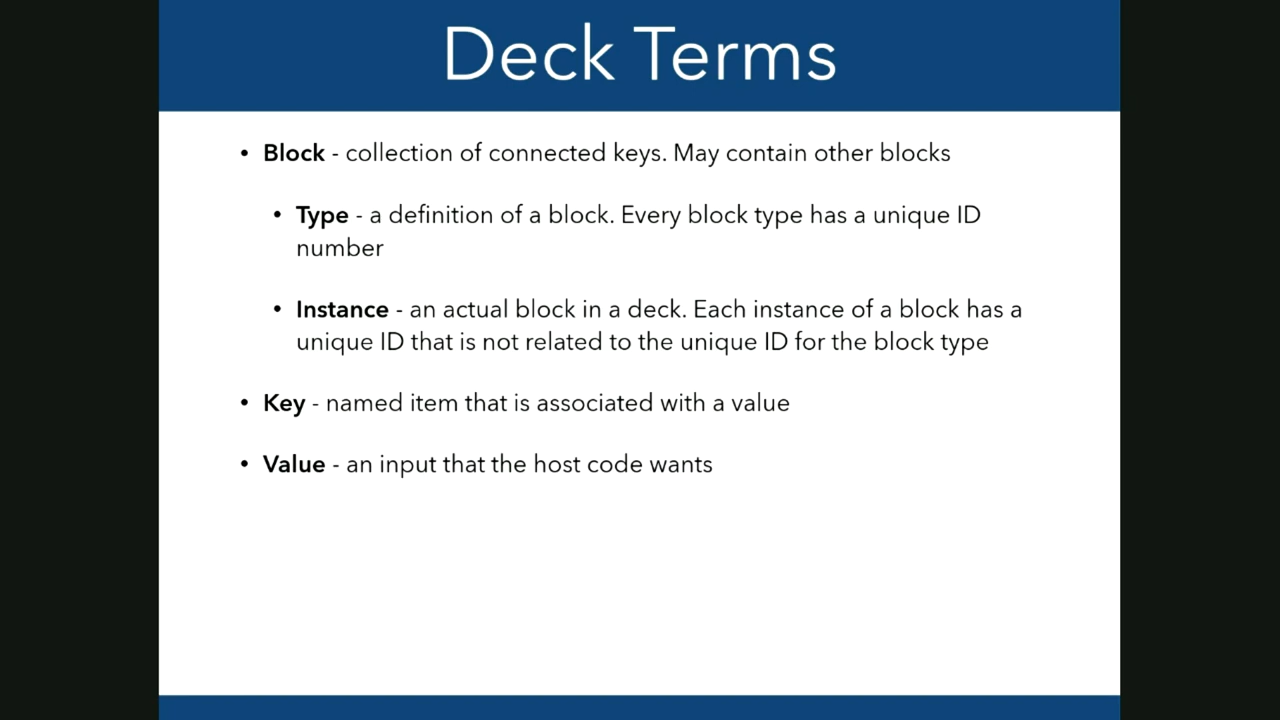 Deck Terms
• Block - collection of connected keys. May contain other blocks
• Type - a definition of a block. Every block type has a unique ID
number
• Instance - an actual block in a deck. Each instance of a block has a
unique ID that is not related to the unique ID for the block type
• Key - named item that is associated with a value
• Value - an input that the host code wants